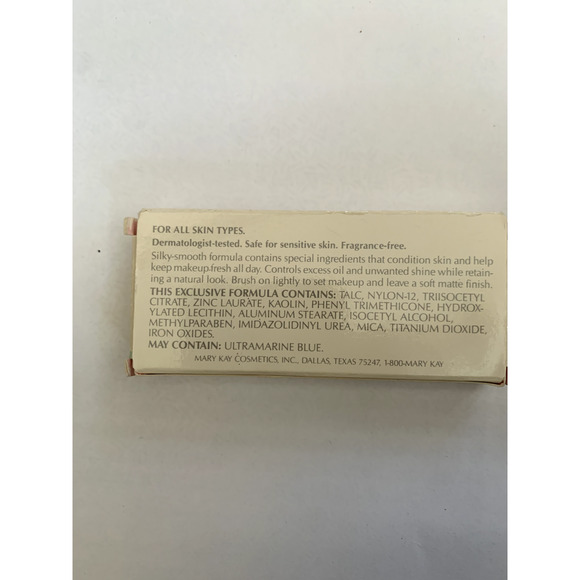 FOR ALL SKIN TYPES.
Dermatologist-tested. Safe for sensitive skin. Fragrance-free.
Silky-smooth formula contains special ingredients that condition skin and help
keep makeup fresh all day. Controls excess oil and unwanted shine while retain-
ing a natural look. Brush on lightly to set makeup and leave a soft matte finish.
THIS EXCLUSIVE FORMULA CONTAINS: TALC, NYLON-12, TRIISOCETYL
CITRATE, ZINC LAURATE, KAOLIN, PHENYL TRIMETHICONE, HYDROX-
YLATED LECITHIN, ALUMINUM STEARATE, ISOCETYL ALCOHOL,
METHYLPARABEN, IMIDAZOLIDINYL UREA, MICA, TITANIUM DIOXIDE,
IRON OXIDES.
MAY CONTAIN: ULTRAMARINE BLUE.
MARY KAY COSMETICS, INC., DALLAS, TEXAS 75247, 1-800-MARY KAY